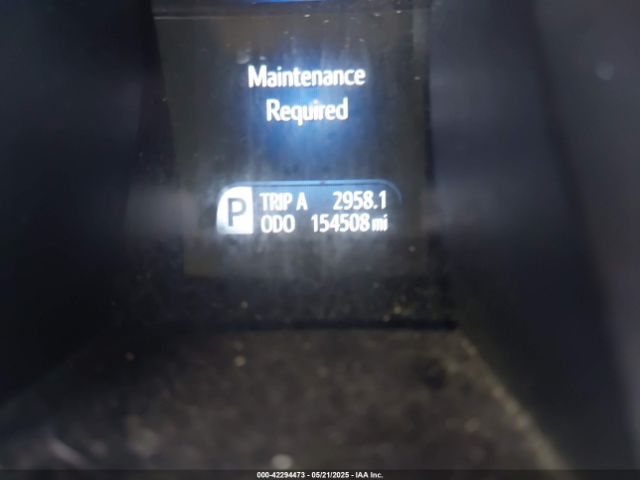 Maintenance
Required
P
TRIP A 2958.1
ODO 154508 mi
000-42294473 - 05/21/2025 - IAA Inc.